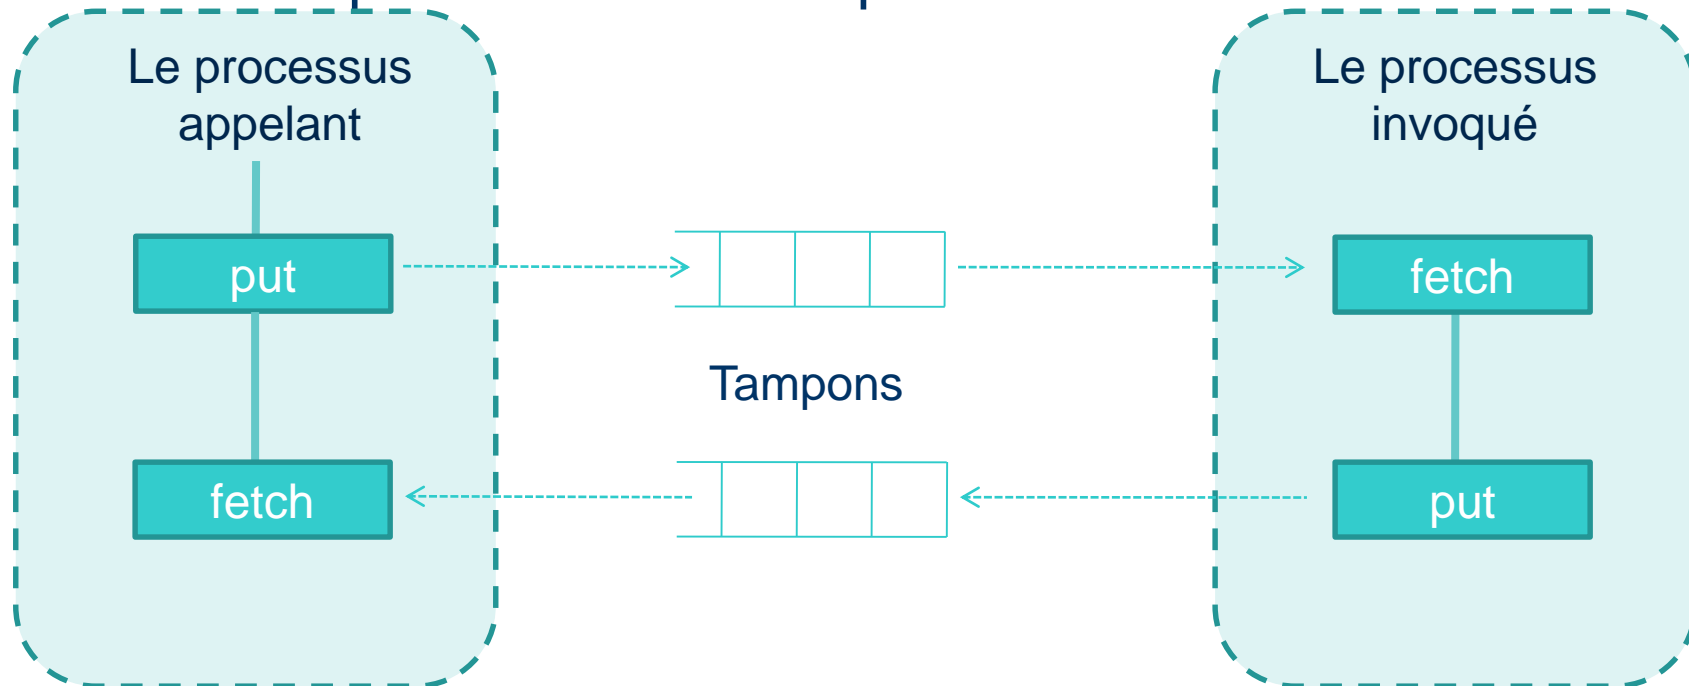 Le processus
appelant
Le processus
invoqué
put
fetch
Tampons
fetch
put